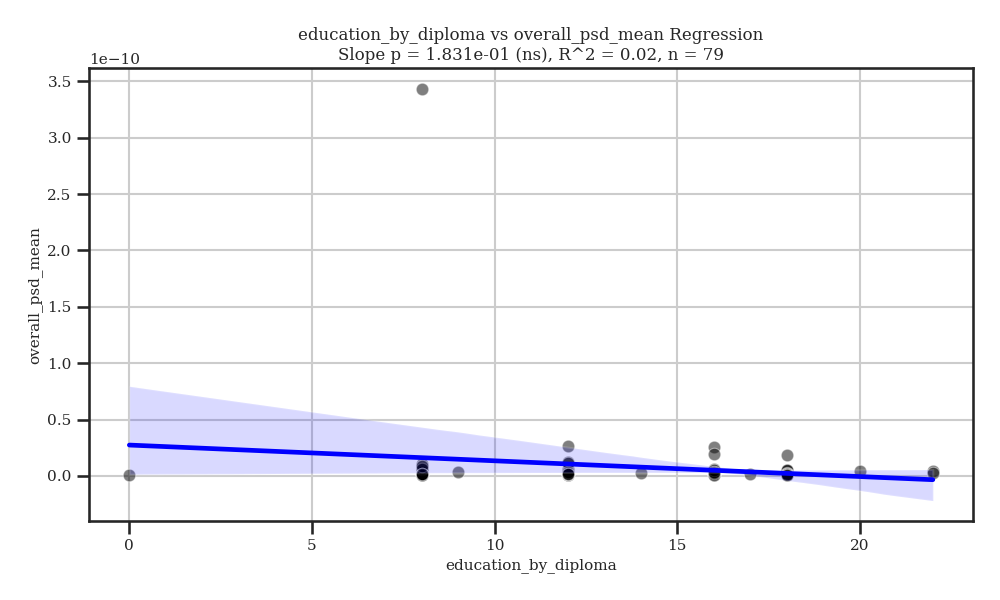 education_by_diploma vs overall_psd_mean Regression
Slope p = 1.831e-01 (ns), R^2 = 0.02, n = 79
1e−10
3.5
3.0
2.5
2.0
1.5
1.0
0.5
0.0
overall_psd_mean
0 5 10 15 20
education_by_diploma